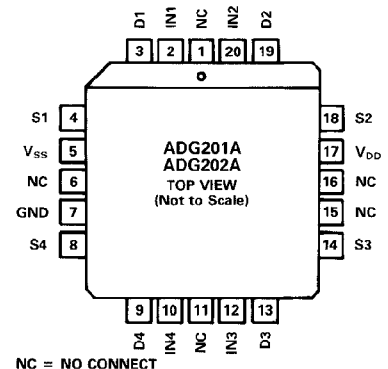 D1 IN1 NC IN2 D2
3 2 1 20 19
S1 4 18 S2
VSS 5 17 VDD
NC 6 16 NC
GND 7 15 NC
S4 8 14 S3
ADG201A
ADG202A
TOP VIEW
(Not to Scale)
9 10 11 12 13
D4 IN4 NC IN3 D3
NC = NO CONNECT